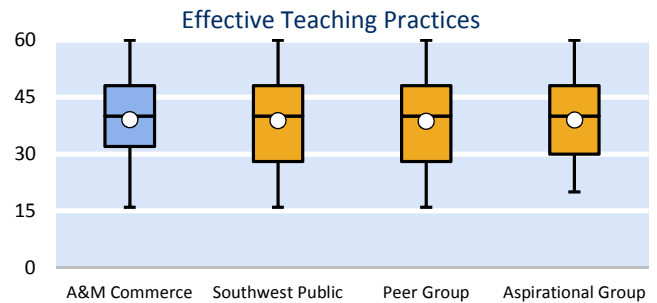 Effective Teaching Practices
60
45
30
15
0
A&M Commerce Southwest Public Peer Group Aspirational Group